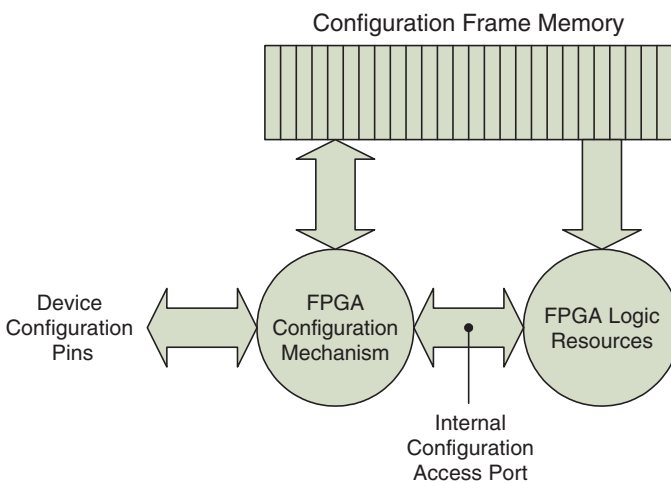 Configuration Frame Memory
Device
Configuration
Pins
FPGA
Configuration
Mechanism
FPGA Logic
Resources
Internal
Configuration
Access Port